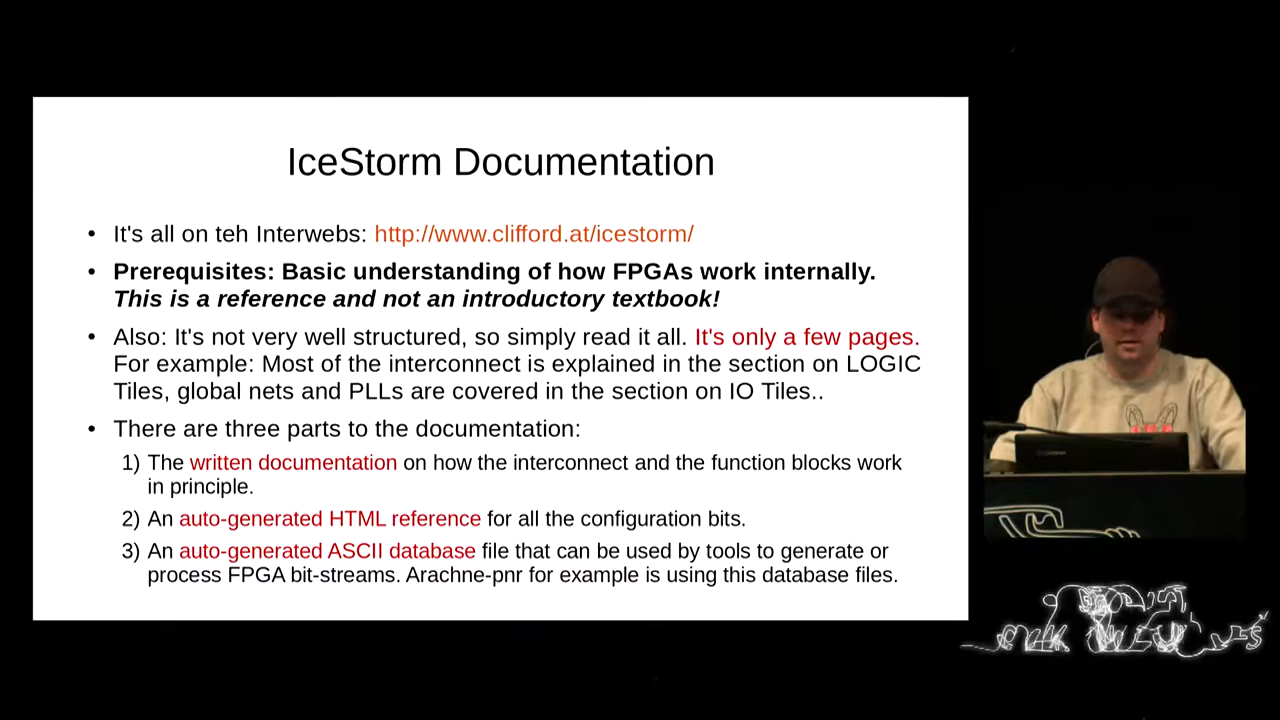 IceStorm Documentation
• It's all on teh Interwebs: http://www.clifford.at/icestorm/
• Prerequisites: Basic understanding of how FPGAs work internally.
This is a reference and not an introductory textbook!
• Also: It's not very well structured, so simply read it all. It's only a few pages.
For example: Most of the interconnect is explained in the section on LOGIC
Tiles, global nets and PLLs are covered in the section on IO Tiles..
• There are three parts to the documentation:
1) The written documentation on how the interconnect and the function blocks work
in principle.
2) An auto-generated HTML reference for all the configuration bits.
3) An auto-generated ASCII database file that can be used by tools to generate or
process FPGA bit-streams. Arachne-pnr for example is using this database files.